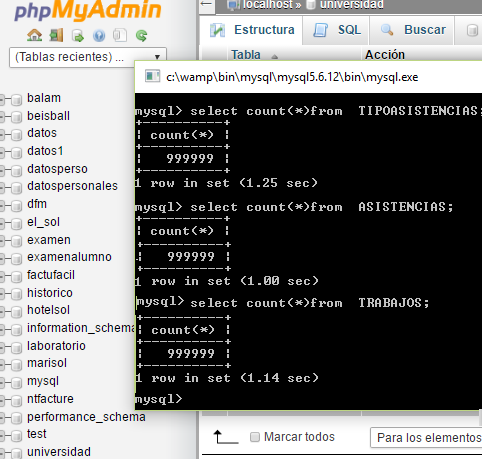 phpMyAdmin
(Tablas recientes) ...
balam
beisball
datos
datos1
datosperso
datospersonales
dfm
el_sol
examen
examenalumno
factufacil
historico
hotelsol
information_schema
laboratorio
marisol
mysql
ntfacture
performance_schema
test
universidad
localhost » universidad
Estructura SQL Buscar
Tabla Acción
c:\wamp\bin\mysql\mysql5.6.12\bin\mysql.exe
mysql> select count(*)from  TIPOASISTENCIAS;
+----------+
| count(*) |
+----------+
|   999999 |
+----------+
1 row in set (1.25 sec)
mysql> select count(*)from  ASISTENCIAS;
+----------+
| count(*) |
+----------+
|   999999 |
+----------+
1 row in set (1.00 sec)
mysql> select count(*)from  TRABAJOS;
+----------+
| count(*) |
+----------+
|   999999 |
+----------+
1 row in set (1.14 sec)
mysql>
Marcar todos Para los elementos